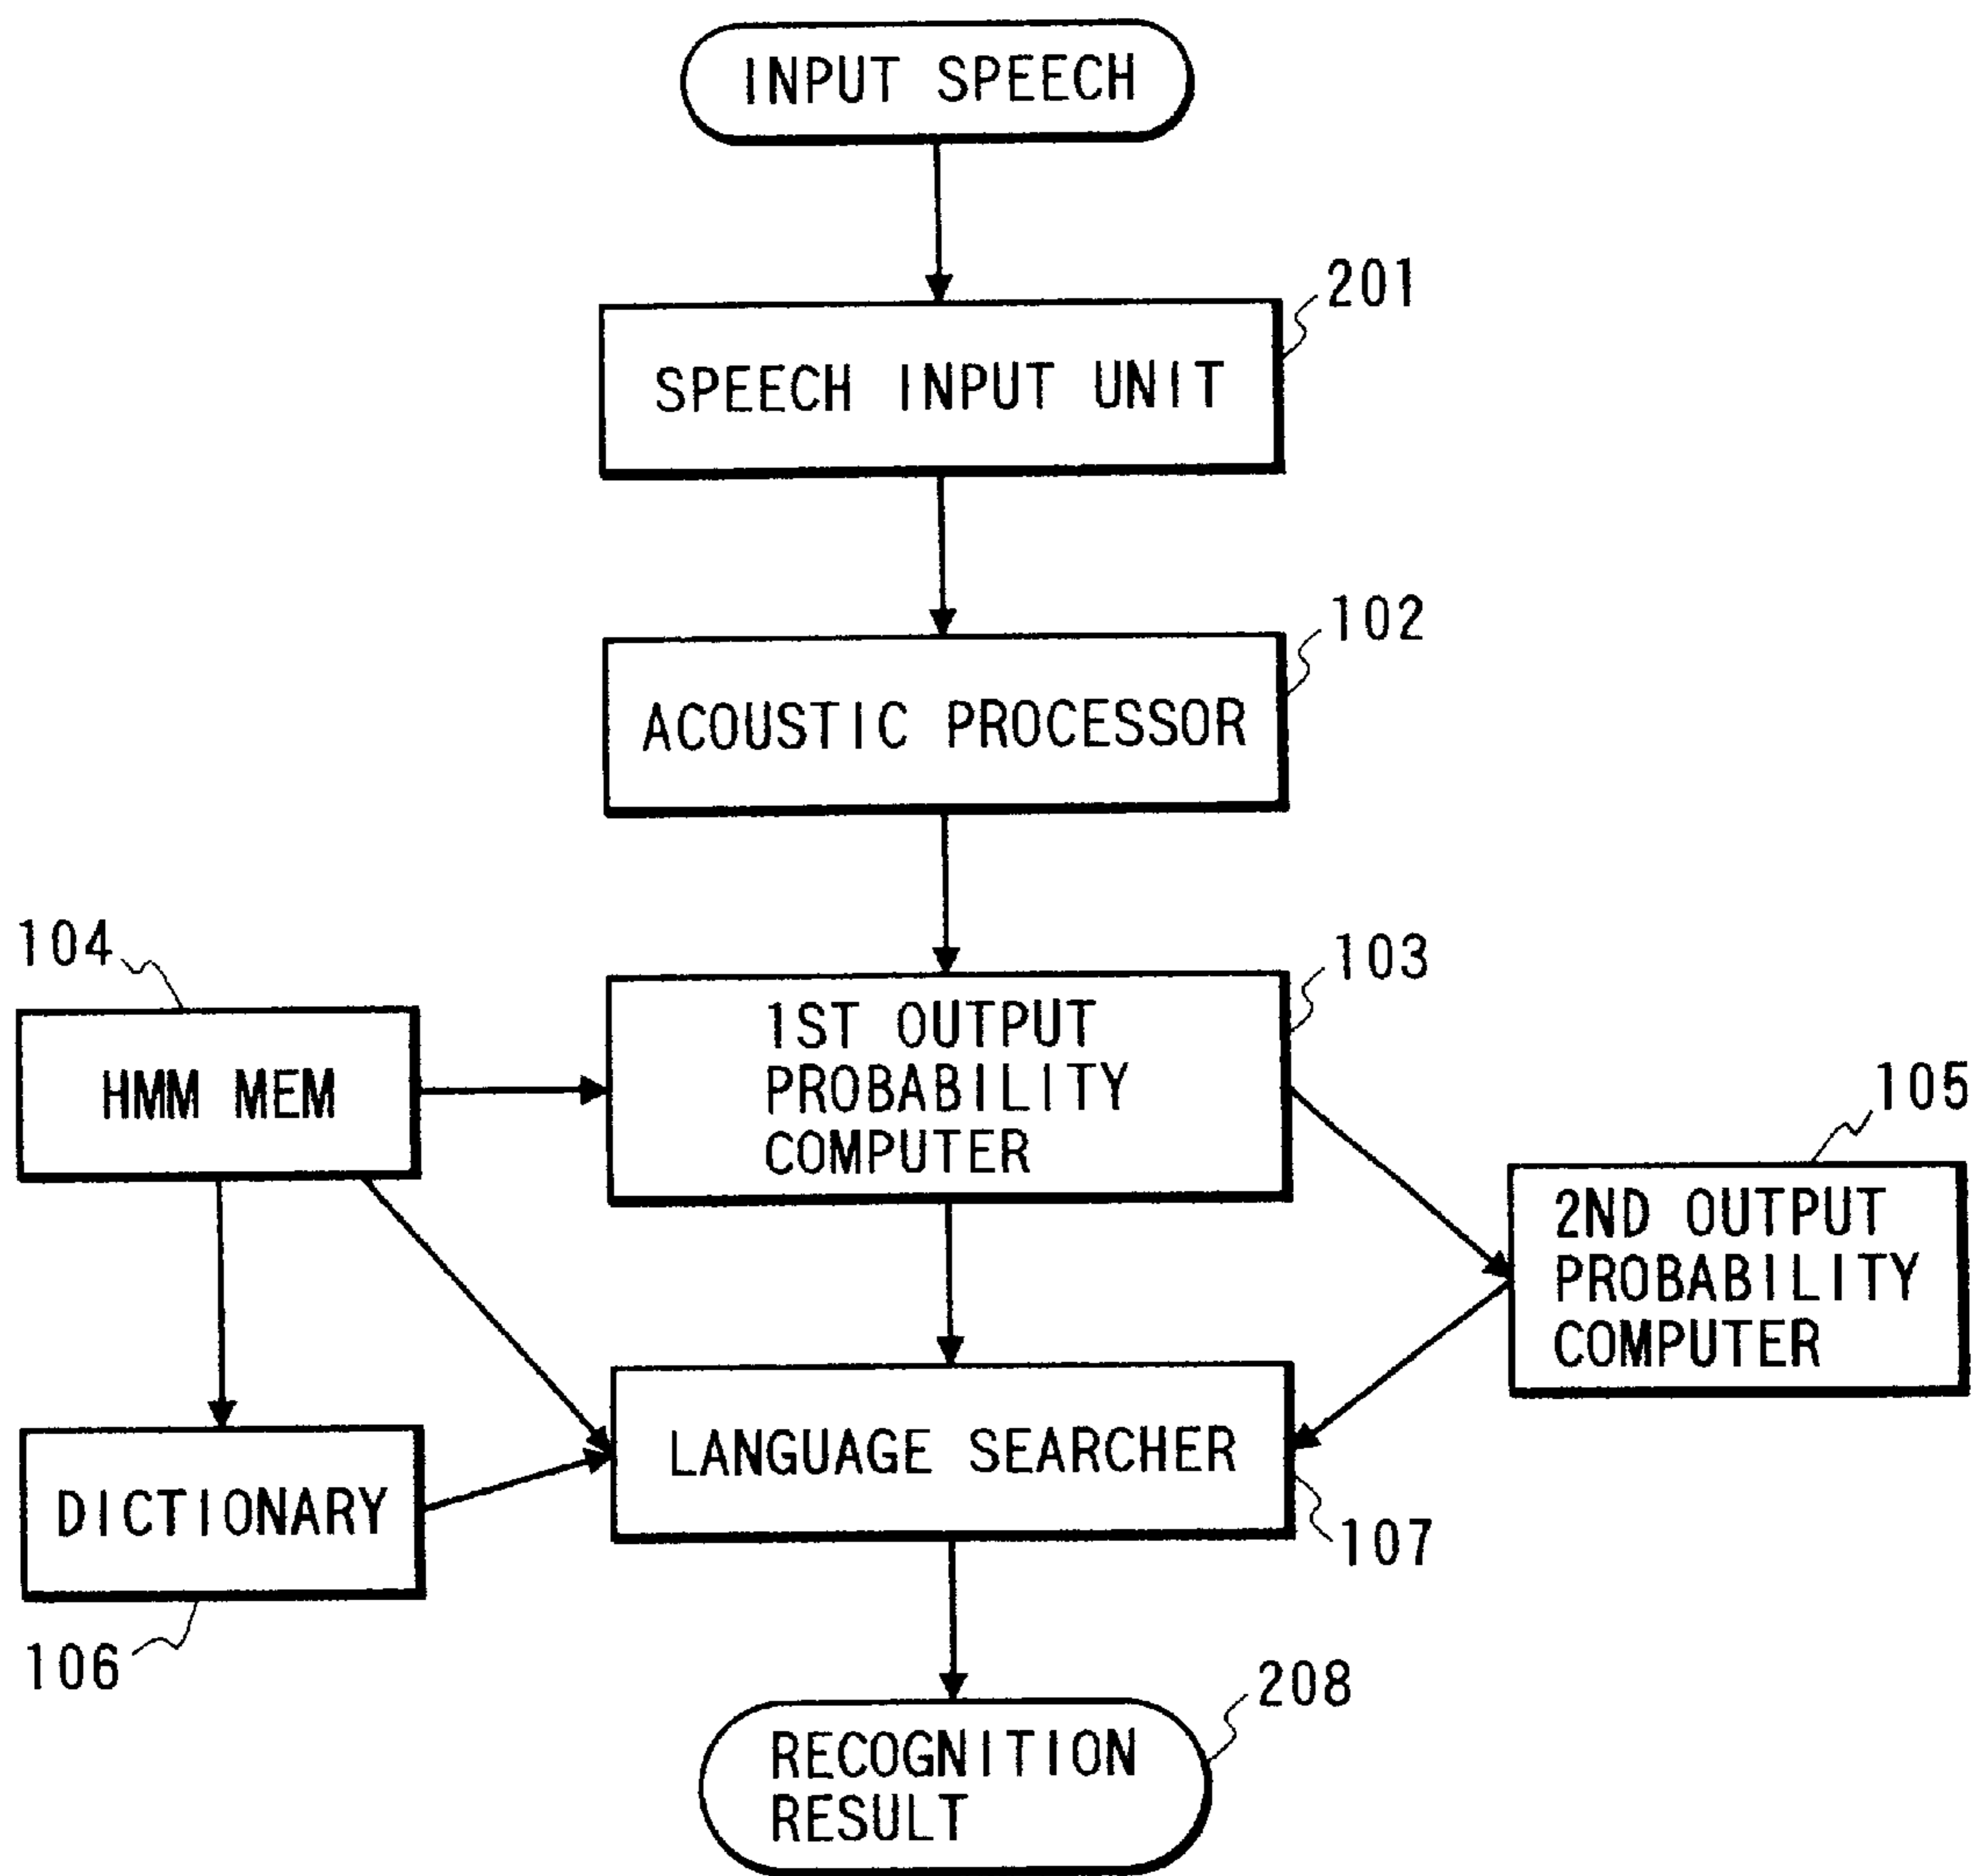 INPUT SPEECH
201
SPEECH INPUT UNIT
102
ACOUSTIC PROCESSOR
104
103
HMM MEM
1ST OUTPUT
PROBABILITY
COMPUTER
105
2ND OUTPUT
PROBABILITY
COMPUTER
DICTIONARY
LANGUAGE SEARCHER
107
106
208
RECOGNITION
RESULT